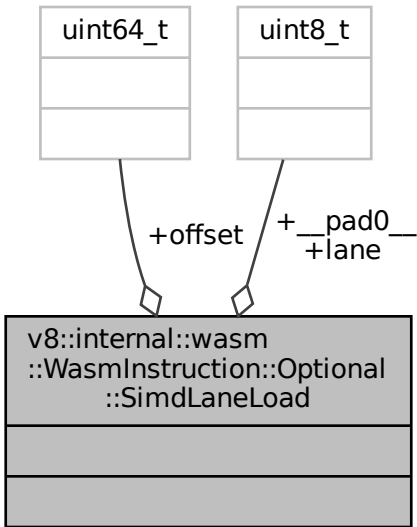 uint64_t
uint8_t
+offset
+__pad0__
+lane
v8::internal::wasm
::WasmInstruction::Optional
::SimdLaneLoad